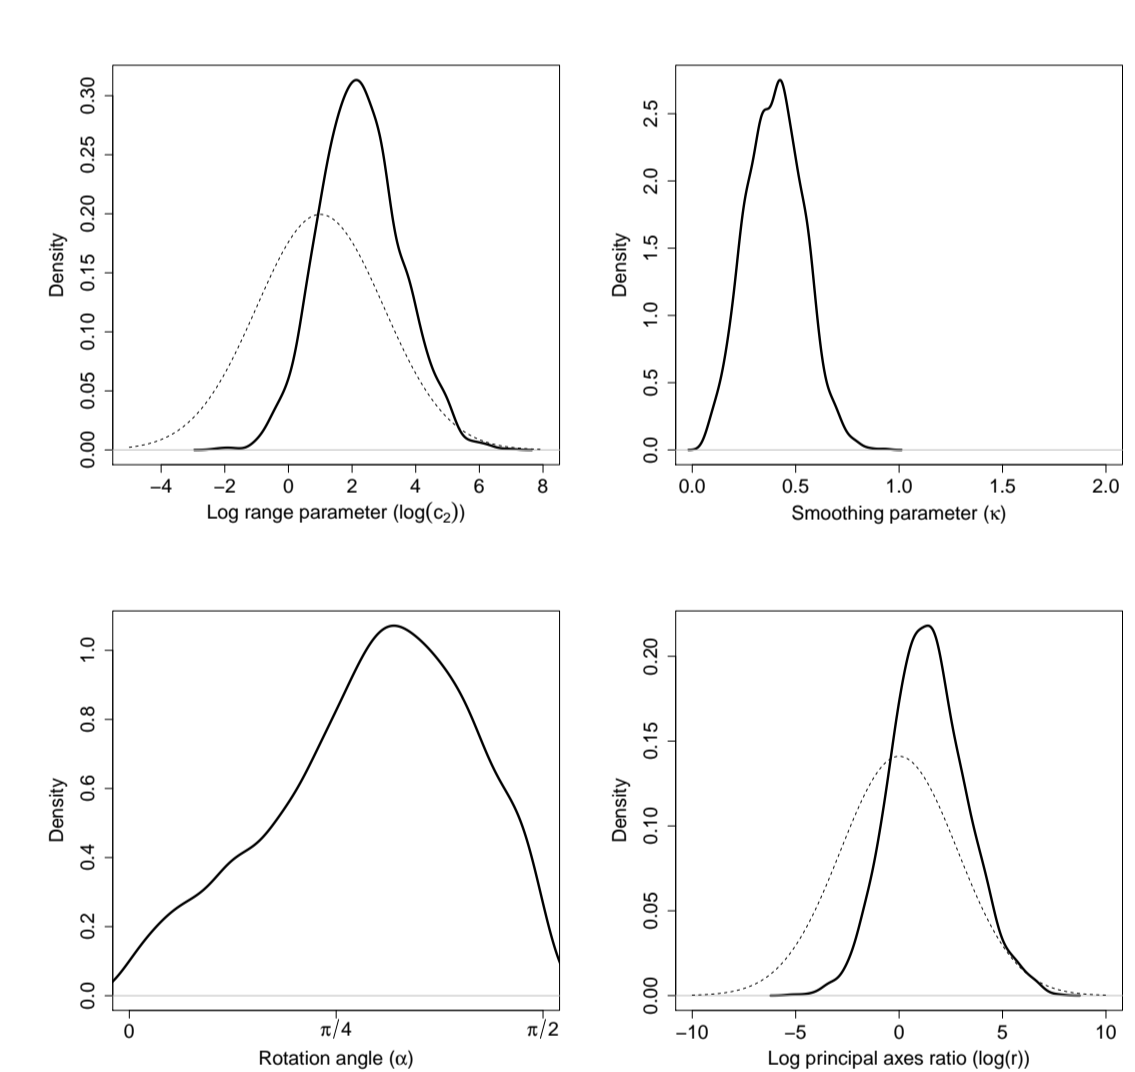 Density
0.00 0.05 0.10 0.15 0.20 0.25 0.30
−4 −2 0 2 4 6 8
Log range parameter (log(c₂))
Density
0.0 0.5 1.0 1.5 2.0 2.5
0.0 0.5 1.0 1.5 2.0
Smoothing parameter (κ)
Density
0.0 0.2 0.4 0.6 0.8 1.0
0 π/4 π/2
Rotation angle (α)
Density
0.00 0.05 0.10 0.15 0.20
−10 −5 0 5 10
Log principal axes ratio (log(r))